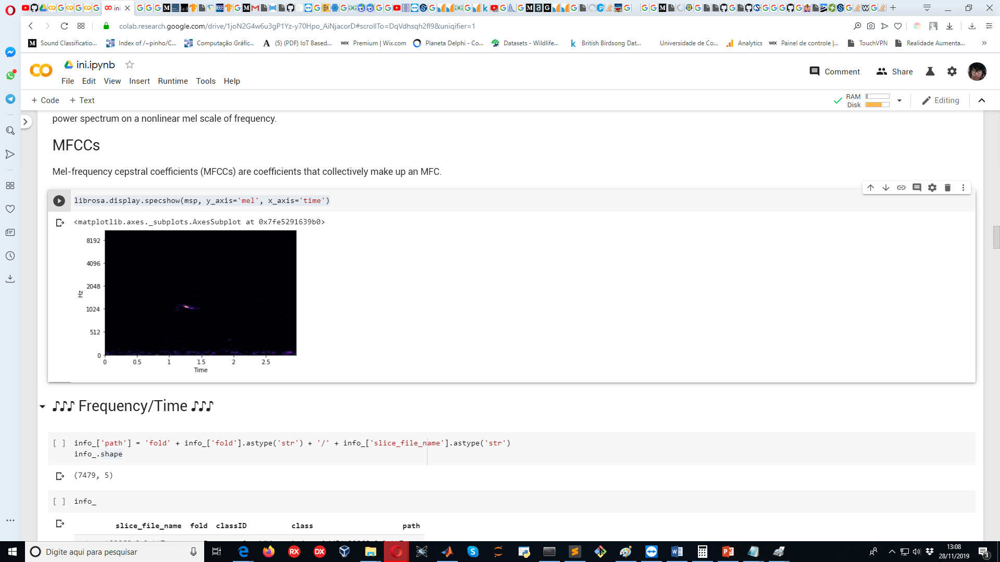 ini
colab.research.google.com/drive/1joN2G4w6u3gP1Yz-y70Hpo_AiNjacorD#scrollTo=DqVdhsqh2fl9&uniqifier=1
Sound Classificatio...
Index of /~pinho/C...
Computação Gráfic...
(5) (PDF) IoT Based...
Premium | Wix.com
Planeta Delphi - Co...
Datasets - Wildlife...
British Birdsong Dat...
Universidade de Co...
Analytics
Painel de controle |...
TouchVPN
Realidade Aumenta...
ini.ipynb
Comment
Share
File Edit View Insert Runtime Tools Help
+ Code + Text
RAM
Disk
Editing
power spectrum on a nonlinear mel scale of frequency.
MFCCs
Mel-frequency cepstral coefficients (MFCCs) are coefficients that collectively make up an MFC.
librosa.display.specshow(msp, y_axis='mel', x_axis='time')
<matplotlib.axes._subplots.AxesSubplot at 0x7fe5291639b0>
8192
4096
2048
Hz
1024
512
0
0 0.5 1 1.5 2 2.5
Time
♪♪♪ Frequency/Time ♪♪♪
[ ] info_['path'] = 'fold' + info_['fold'].astype('str') + '/' + info_['slice_file_name'].astype('str')
info_.shape
(7479, 5)
[ ] info_
slice_file_name fold classID class path
Digite aqui para pesquisar
13:08
28/11/2019
3